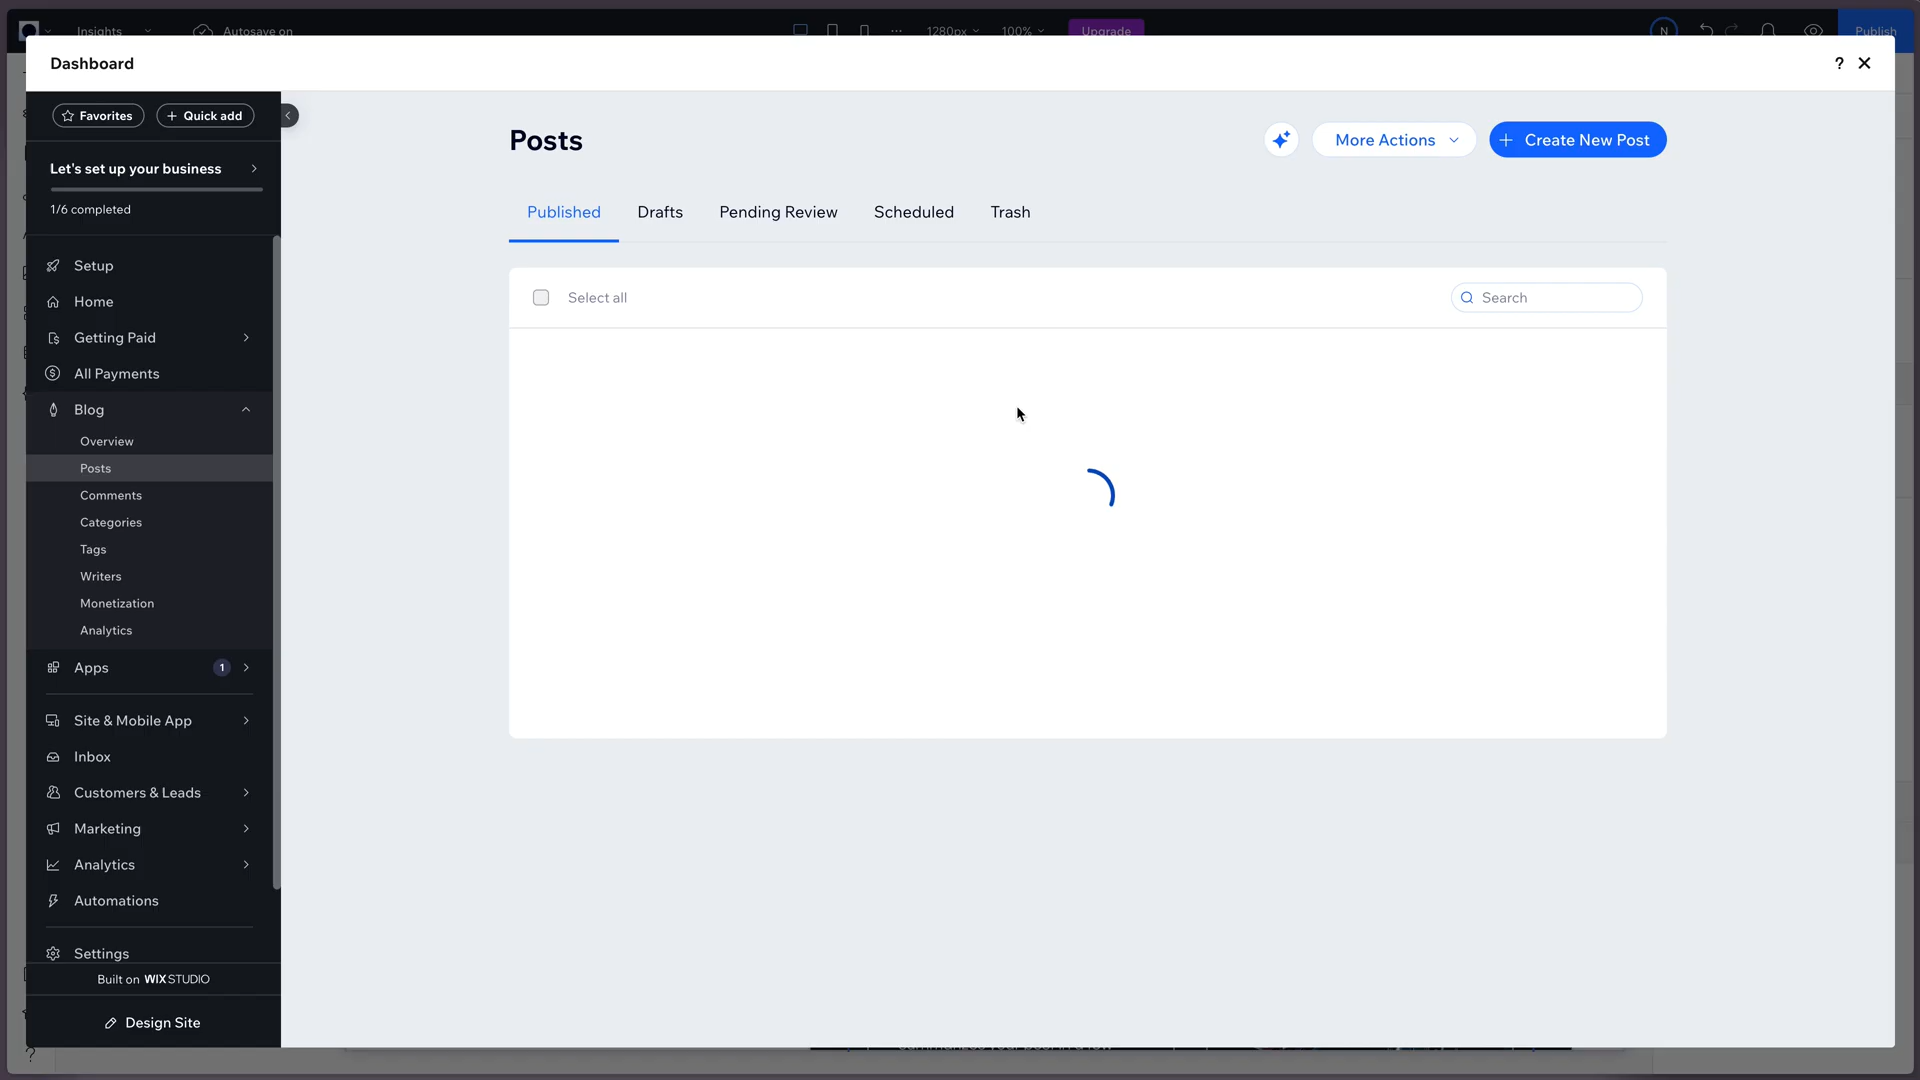 Insights
Autosave on
1280px
100%
Upgrade
N
Publish
Dashboard
?
Favorites
+ Quick add
Let's set up your business
1/6 completed
Setup
Home
Getting Paid
All Payments
Blog
Overview
Posts
Comments
Categories
Tags
Writers
Monetization
Analytics
Apps
1
Site & Mobile App
Inbox
Customers & Leads
Marketing
Analytics
Automations
Settings
Built on WIX STUDIO
Design Site
Posts
More Actions
+ Create New Post
Published
Drafts
Pending Review
Scheduled
Trash
Select all
Search
?